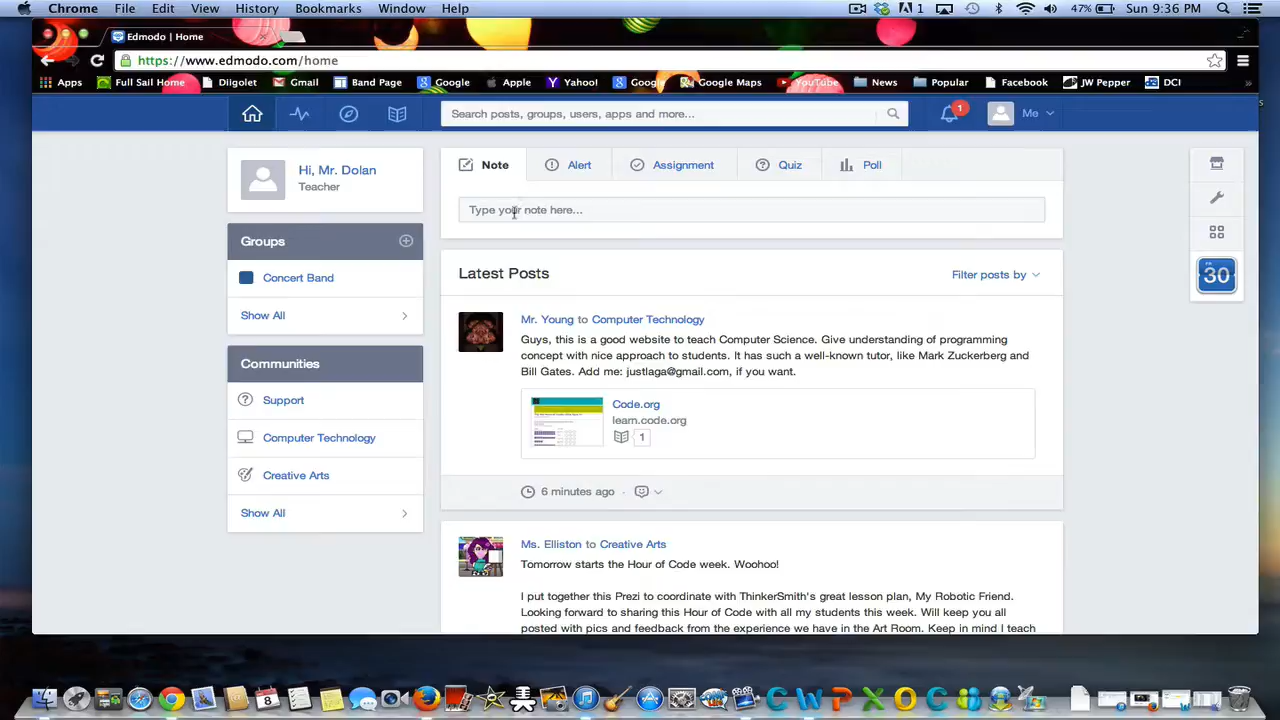 Chrome File Edit View History Bookmarks Window Help 1 47% Sun 9:36 PM
Edmodo | Home
https://www.edmodo.com/home
Apps Full Sail Home Diigolet Gmail Band Page Google Apple Yahoo! Google Maps YouTube News Popular Facebook JW Pepper DCI
Search posts, groups, users, apps and more... 1 Me
Hi, Mr. Dolan
Teacher
Groups
Concert Band
Show All
Communities
Support
Computer Technology
Creative Arts
Show All
Note Alert Assignment Quiz Poll
Type your note here...
Latest Posts Filter posts by
Mr. Young to Computer Technology
Guys, this is a good website to teach Computer Science. Give understanding of programming
concept with nice approach to students. It has such a well-known tutor, like Mark Zuckerberg and
Bill Gates. Add me: justlaga@gmail.com, if you want.
Code.org
learn.code.org
1
6 minutes ago
Ms. Elliston to Creative Arts
Tomorrow starts the Hour of Code week. Woohoo!
I put together this Prezi to coordinate with ThinkerSmith's great lesson plan, My Robotic Friend.
Looking forward to sharing this Hour of Code with all my students this week. Will keep you all
posted with pics and feedback from the experience we have in the Art Room. Keep in mind I teach
30